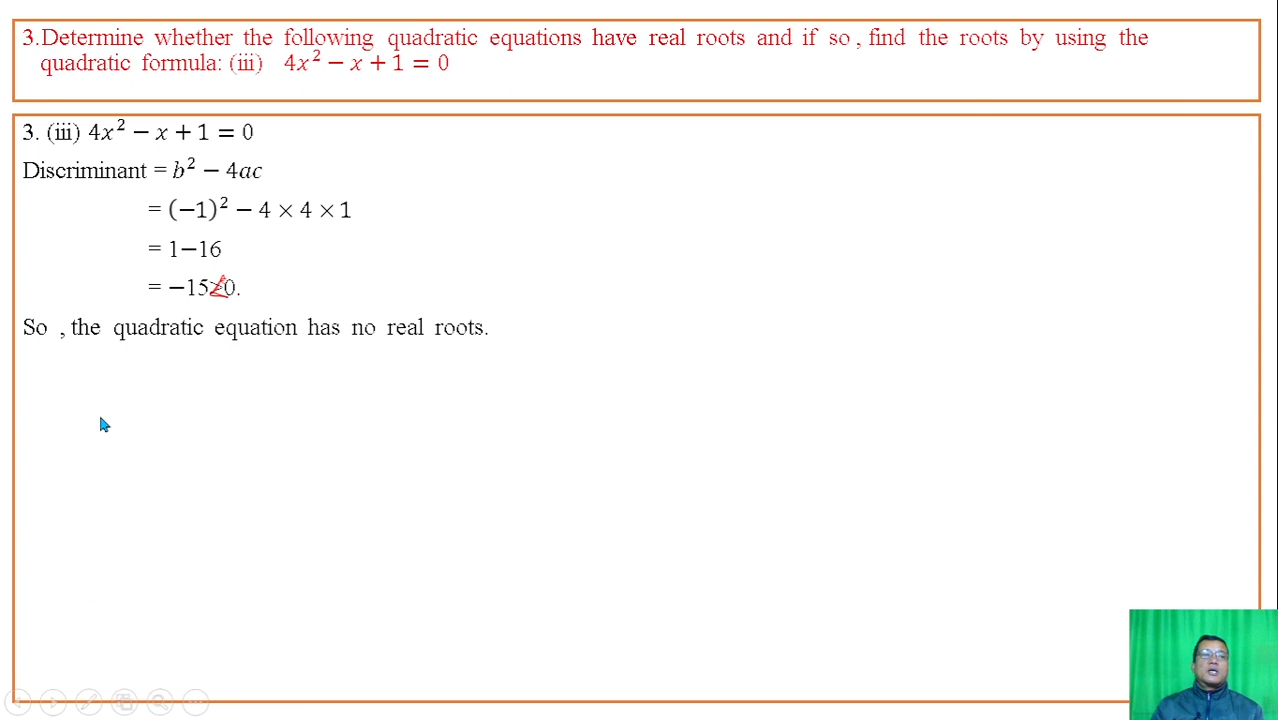 3.Determine whether the following quadratic equations have real roots and if so , find the roots by using the
quadratic formula: (iii) 4x² − x + 1 = 0
3. (iii) 4x² − x + 1 = 0
Discriminant = b² − 4ac
= (−1)² − 4 × 4 × 1
= 1−16
= −15<0.
So , the quadratic equation has no real roots.